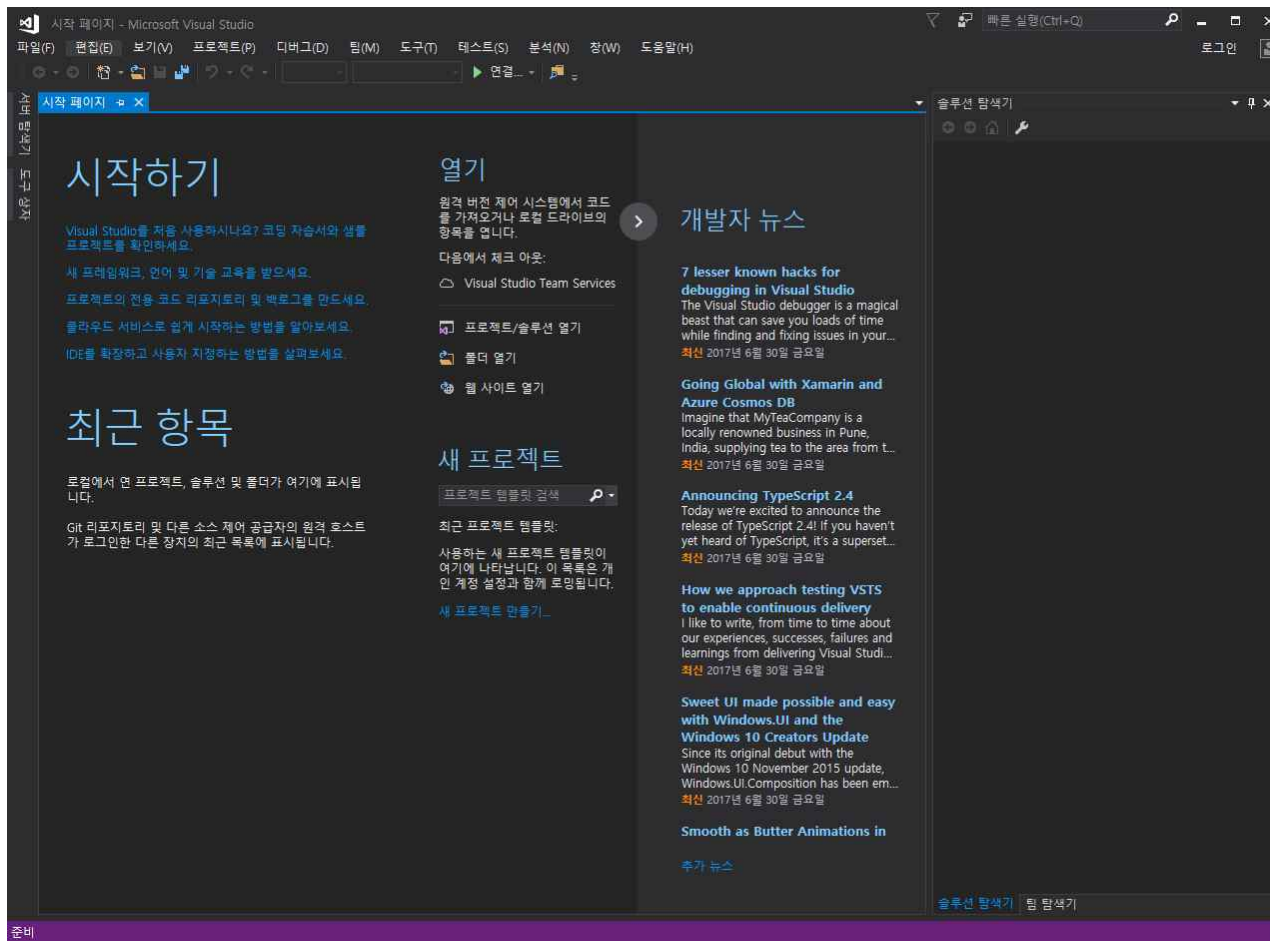 시작 페이지 - Microsoft Visual Studio
빠른 실행(Ctrl+Q)
파일(F) 편집(E) 보기(V) 프로젝트(P) 디버그(D) 팀(M) 도구(T) 테스트(S) 분석(N) 창(W) 도움말(H)
로그인
연결...
서버 탐색기
도구 상자
시작 페이지
시작하기
Visual Studio를 처음 사용하시나요? 코딩 자습서와 샘플
프로젝트를 확인하세요.
새 프레임워크, 언어 및 기술 교육을 받으세요.
프로젝트의 전용 코드 리포지토리 및 백로그를 만드세요.
클라우드 서비스로 쉽게 시작하는 방법을 알아보세요.
IDE를 확장하고 사용자 지정하는 방법을 살펴보세요.
최근 항목
로컬에서 연 프로젝트, 솔루션 및 폴더가 여기에 표시됩
니다.
Git 리포지토리 및 다른 소스 제어 공급자의 원격 호스트
가 로그인한 다른 장치의 최근 목록에 표시됩니다.
열기
원격 버전 제어 시스템에서 코드
를 가져오거나 로컬 드라이브의
항목을 엽니다.
다음에서 체크 아웃:
Visual Studio Team Services
프로젝트/솔루션 열기
폴더 열기
웹 사이트 열기
새 프로젝트
프로젝트 템플릿 검색
최근 프로젝트 템플릿:
사용하는 새 프로젝트 템플릿이
여기에 나타납니다. 이 목록은 개
인 계정 설정과 함께 로밍됩니다.
새 프로젝트 만들기...
개발자 뉴스
7 lesser known hacks for
debugging in Visual Studio
The Visual Studio debugger is a magical
beast that can save you loads of time
while finding and fixing issues in your...
최신 2017년 6월 30일 금요일
Going Global with Xamarin and
Azure Cosmos DB
Imagine that MyTeaCompany is a
locally renowned business in Pune,
India, supplying tea to the area from t...
최신 2017년 6월 30일 금요일
Announcing TypeScript 2.4
Today we're excited to announce the
release of TypeScript 2.4! If you haven't
yet heard of TypeScript, it's a superset...
최신 2017년 6월 30일 금요일
How we approach testing VSTS
to enable continuous delivery
I like to write, from time to time about
our experiences, successes, failures and
learnings from delivering Visual Studi...
최신 2017년 6월 30일 금요일
Sweet UI made possible and easy
with Windows.UI and the
Windows 10 Creators Update
Since its original debut with the
Windows 10 November 2015 update,
Windows.UI.Composition has been em...
최신 2017년 6월 30일 금요일
Smooth as Butter Animations in
추가 뉴스
솔루션 탐색기
솔루션 탐색기 팀 탐색기
준비